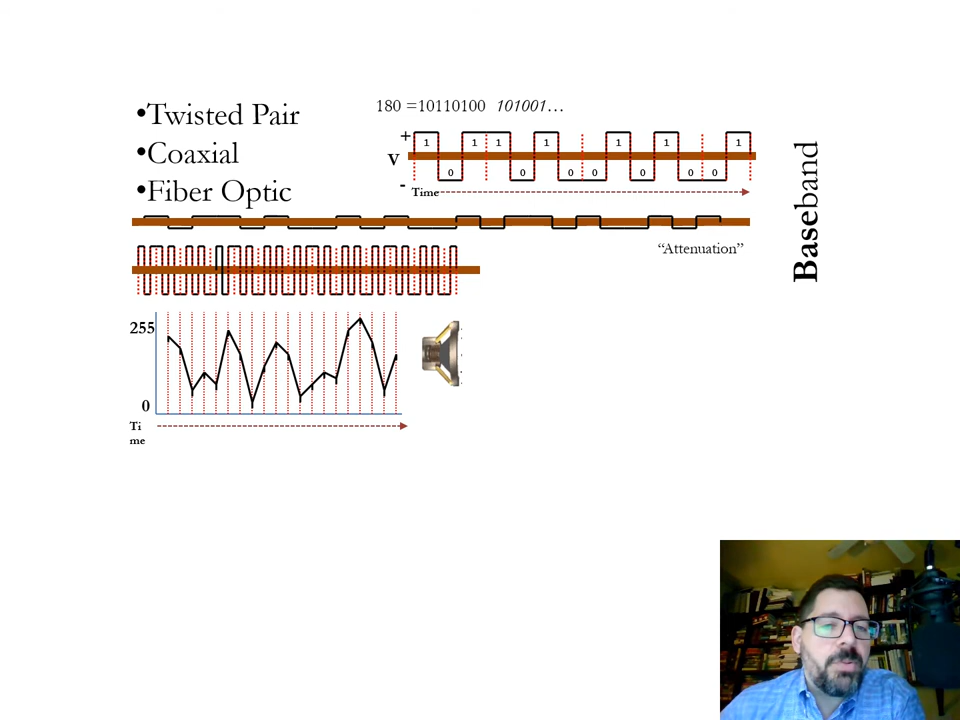 •Twisted Pair
•Coaxial
•Fiber Optic
180 =10110100 101001…
+
V
-
1 0 1 1 0 1 0 0 1 0 1 0 0 1
Time
"Attenuation"
Baseband
255
0
Ti
me